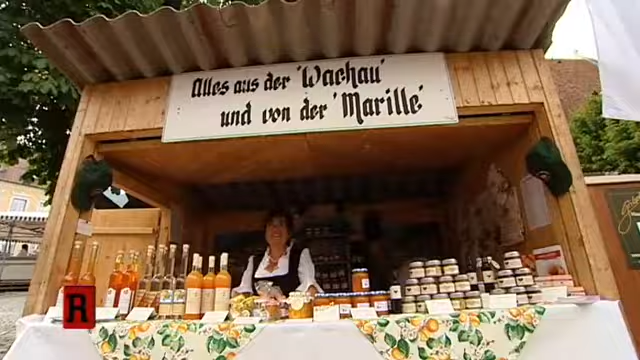 Alles aus der 'Wachau'
und von der 'Marille'
R